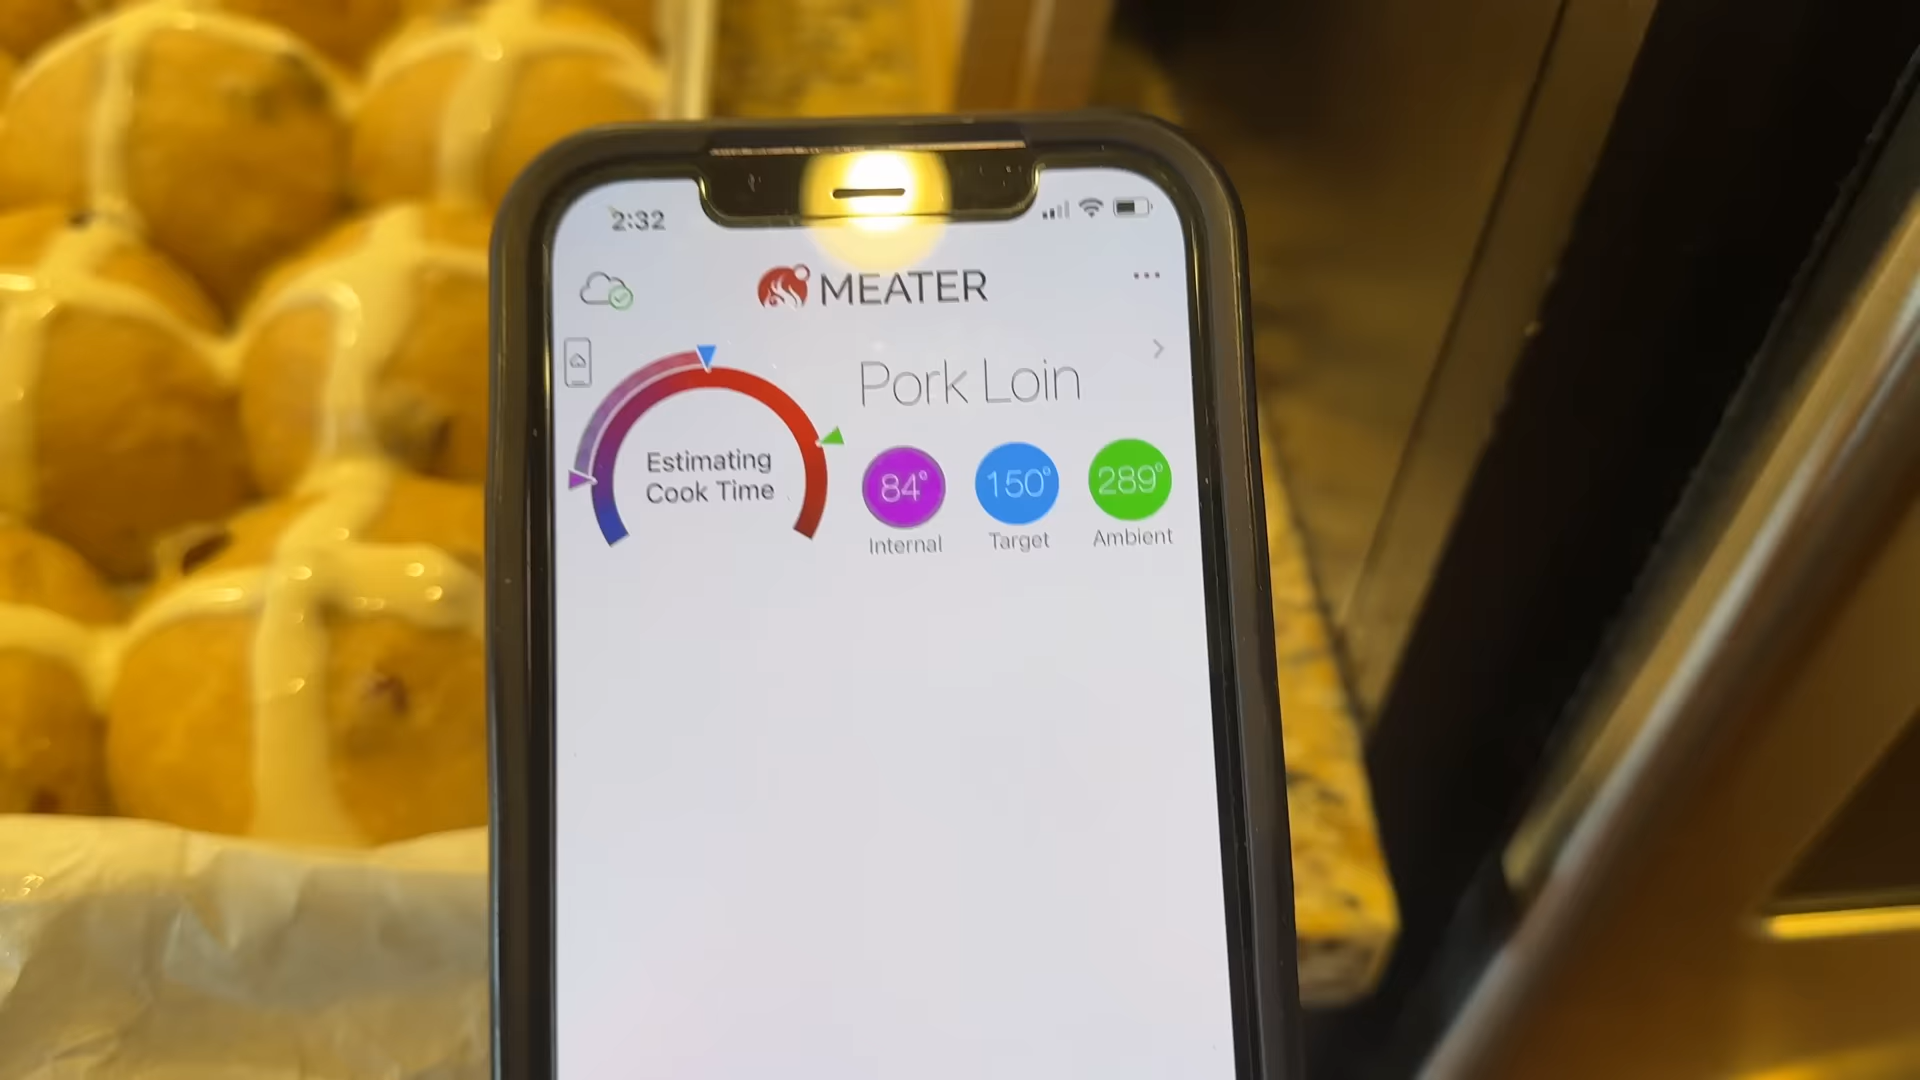 2:32
MEATER
Pork Loin
Estimating
Cook Time
84° 150° 289°
Internal Target Ambient